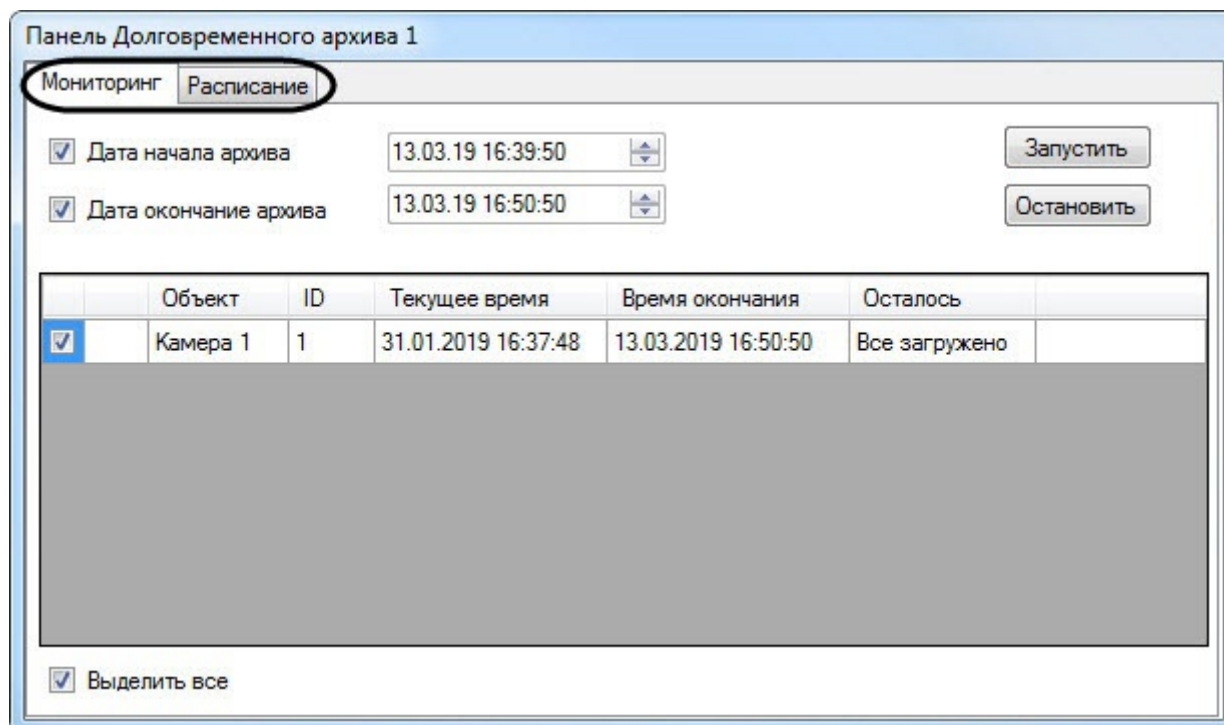 Панель Долговременного архива 1
Мониторинг Расписание
Дата начала архива 13.03.19 16:39:50 Запустить
Дата окончание архива 13.03.19 16:50:50 Остановить
Объект ID Текущее время Время окончания Осталось
Камера 1 1 31.01.2019 16:37:48 13.03.2019 16:50:50 Все загружено
Выделить все